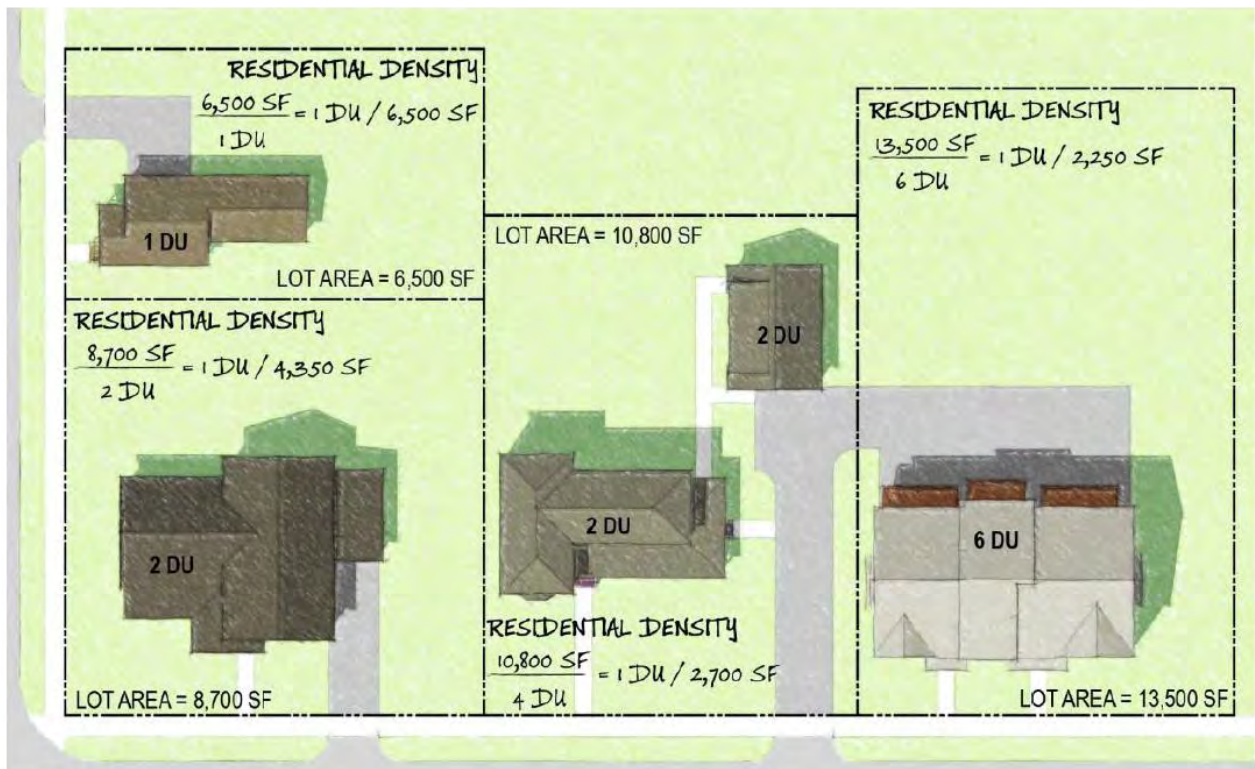 RESIDENTIAL DENSITY
6,500 SF
1 DU
= 1 DU / 6,500 SF
1 DU
LOT AREA = 6,500 SF
RESIDENTIAL DENSITY
8,700 SF
2 DU
= 1 DU / 4,350 SF
2 DU
LOT AREA = 8,700 SF
LOT AREA = 10,800 SF
2 DU
2 DU
RESIDENTIAL DENSITY
10,800 SF
4 DU
= 1 DU / 2,700 SF
RESIDENTIAL DENSITY
13,500 SF
6 DU
= 1 DU / 2,250 SF
6 DU
LOT AREA = 13,500 SF